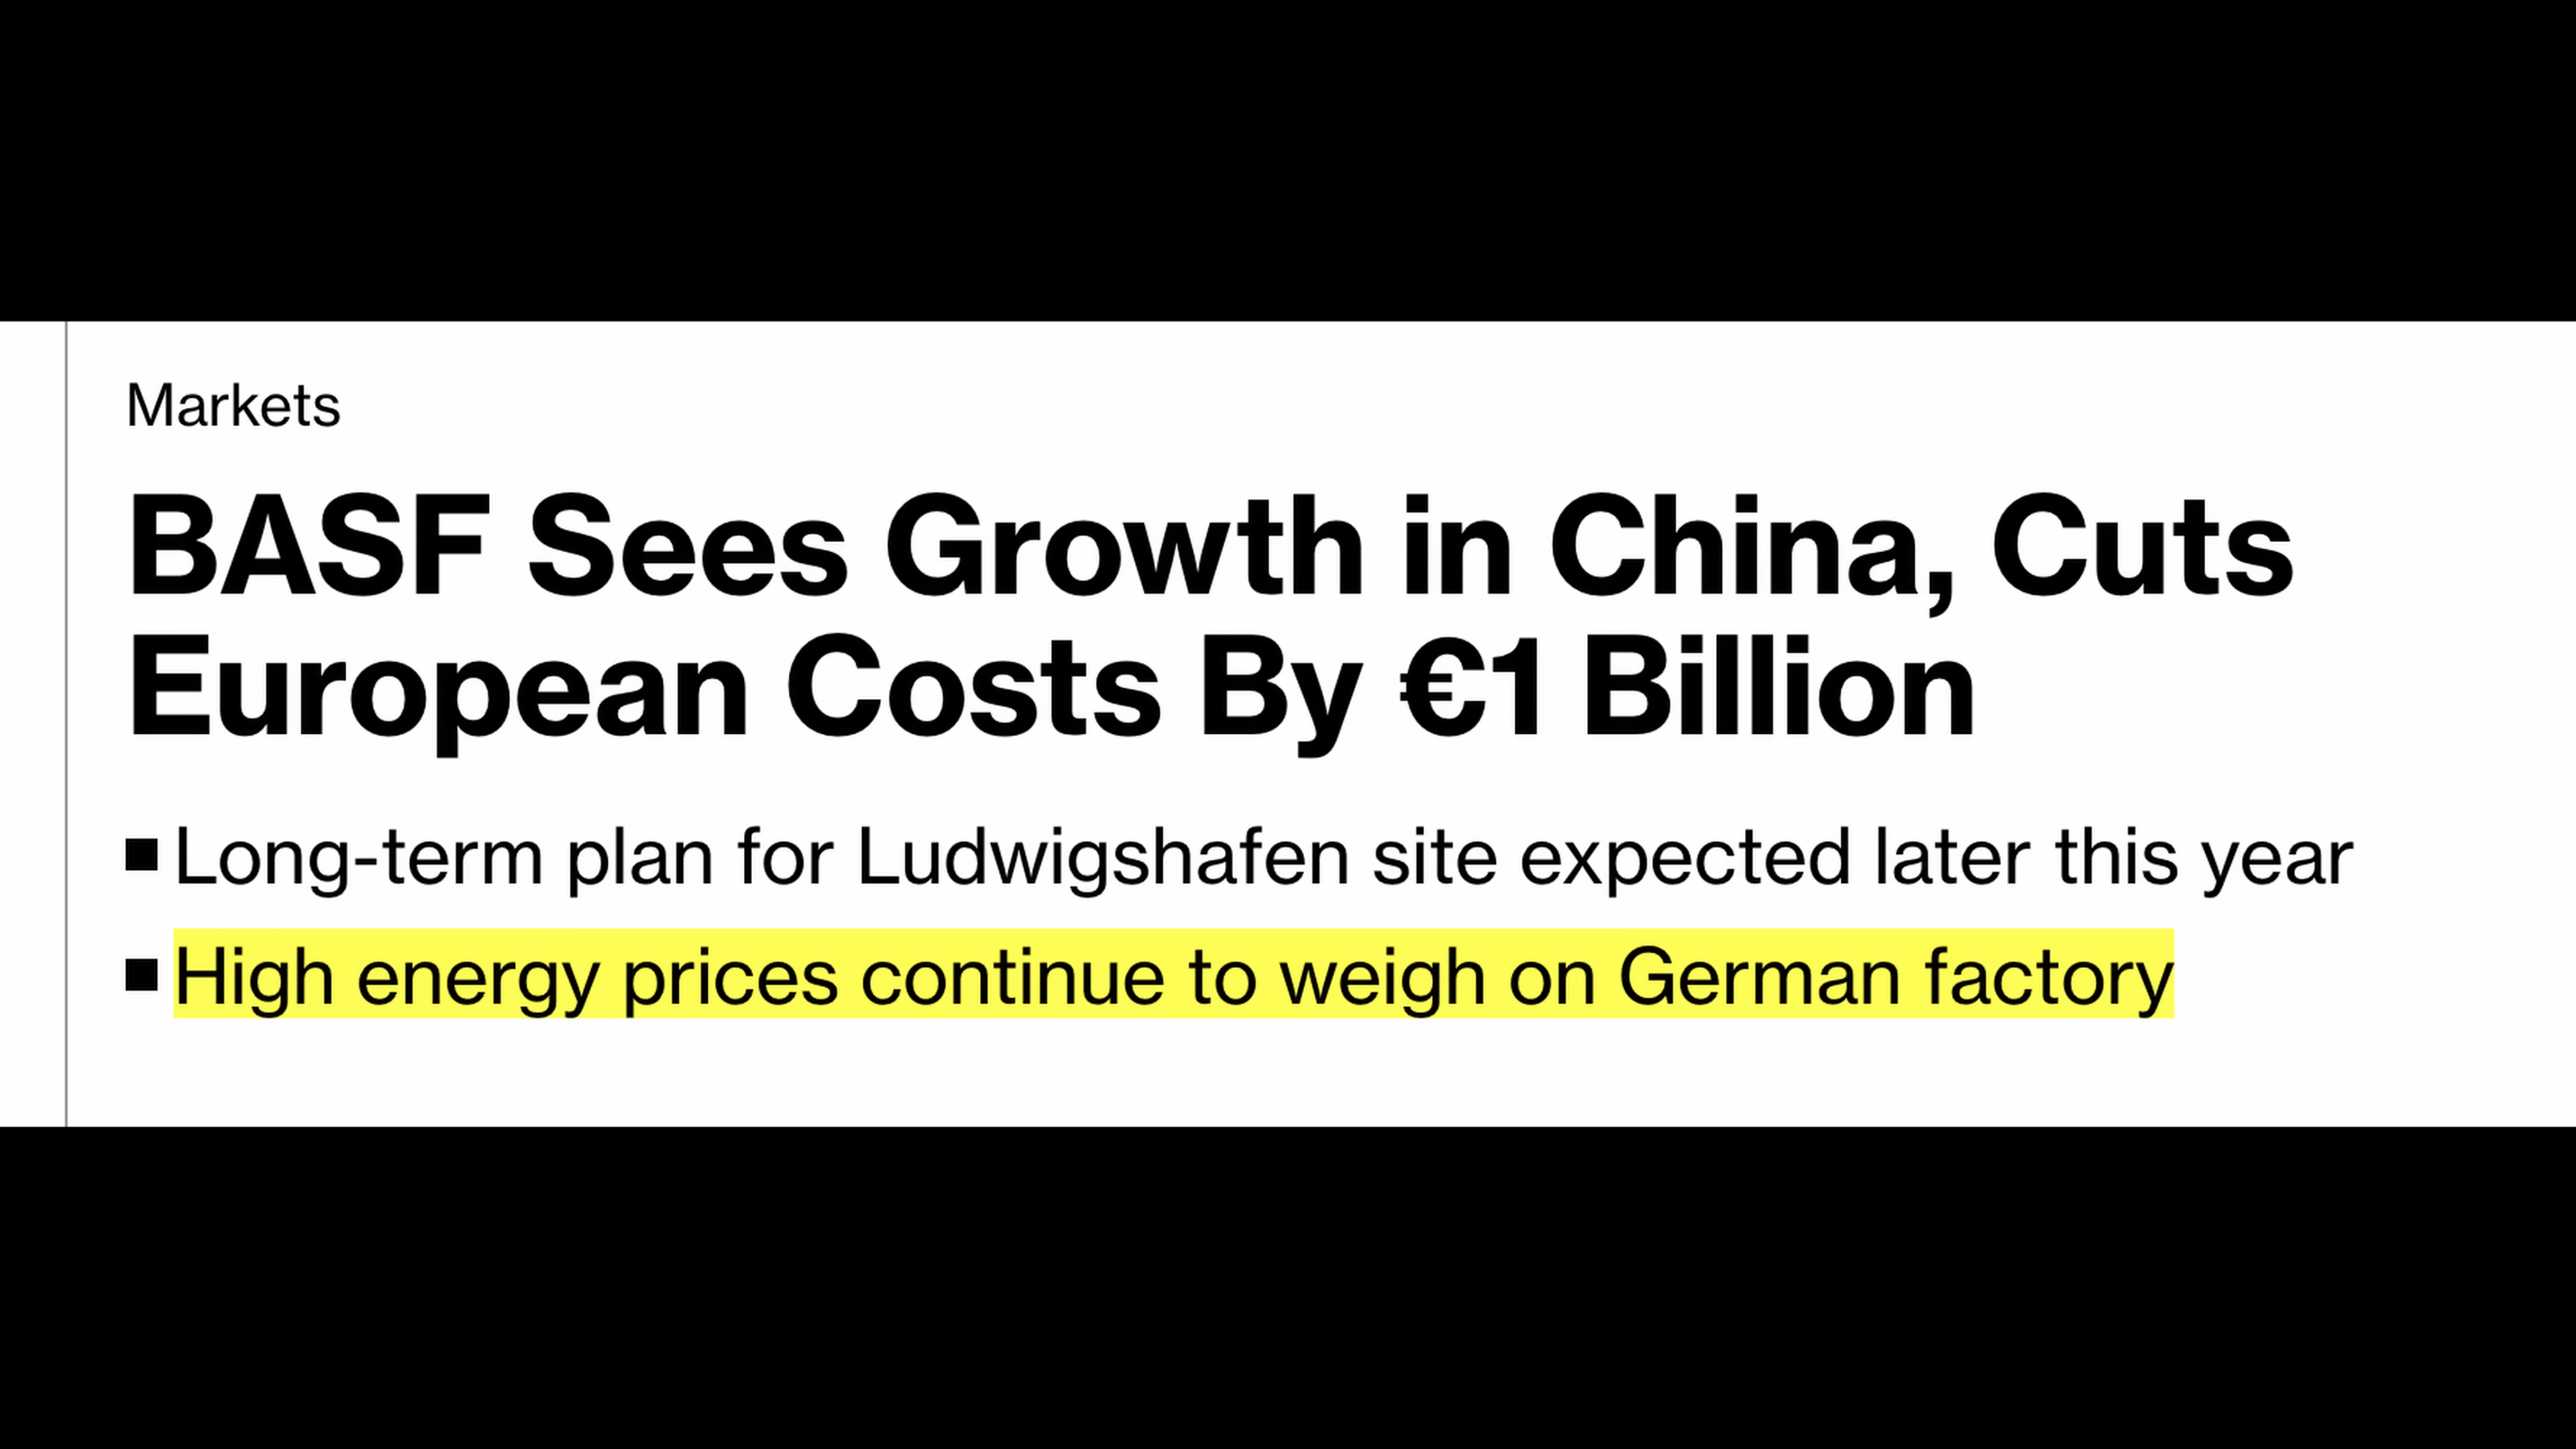 Markets
BASF Sees Growth in China, Cuts
European Costs By €1 Billion
■ Long-term plan for Ludwigshafen site expected later this year
■ High energy prices continue to weigh on German factory